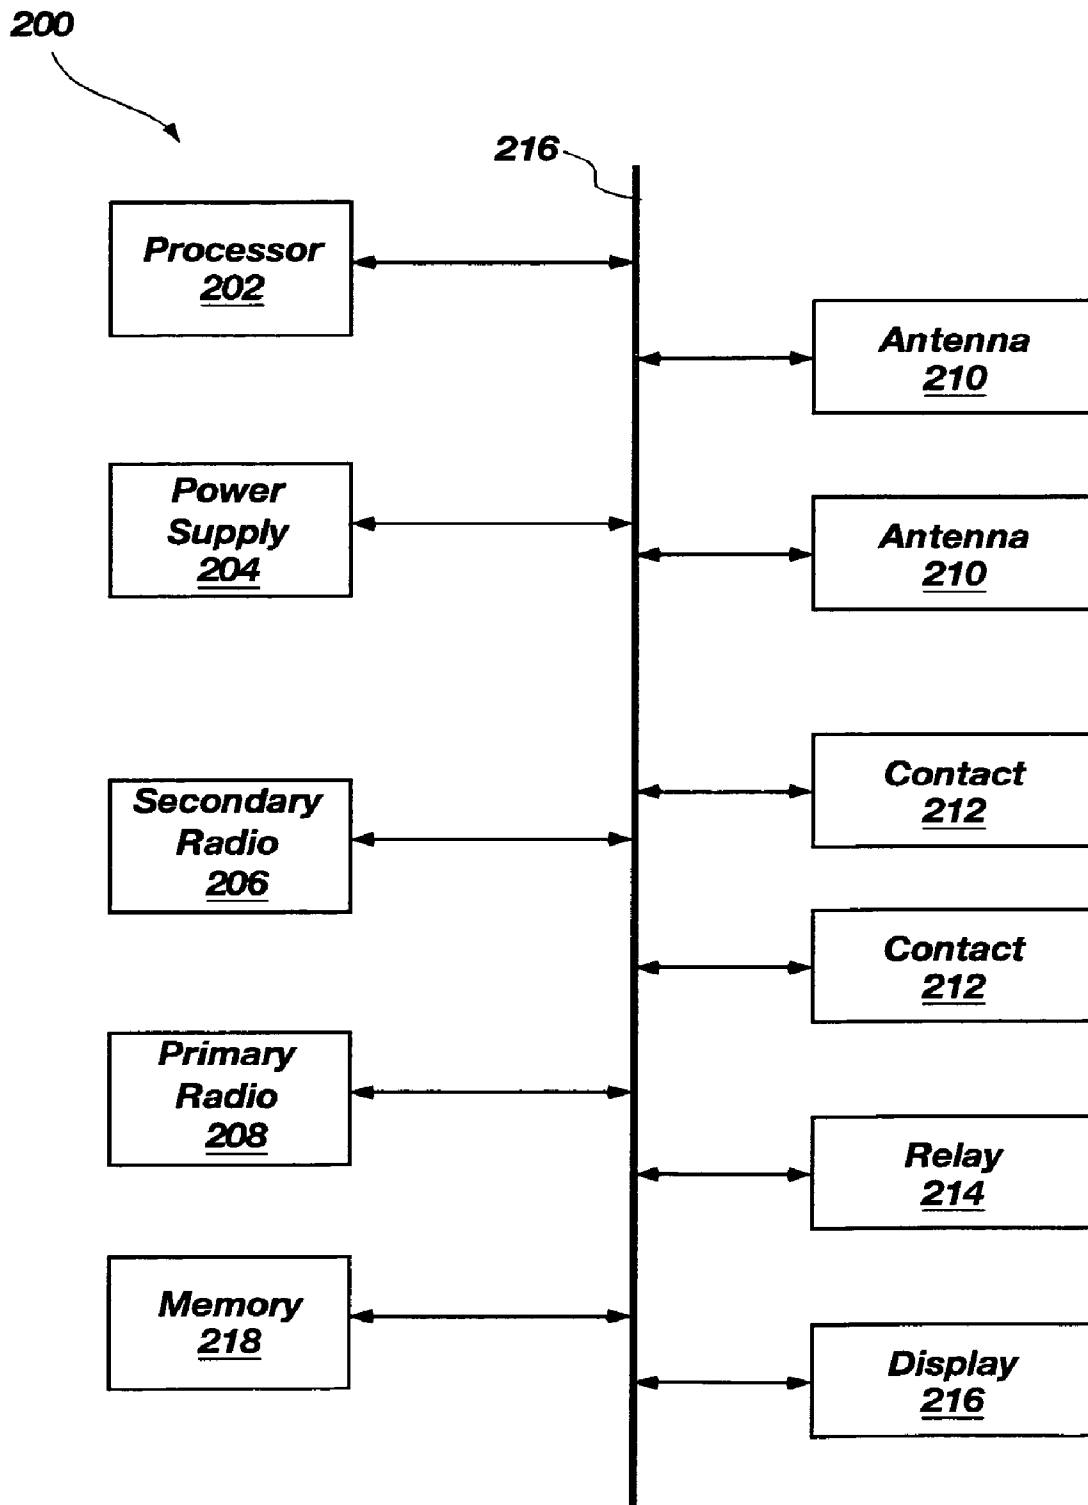 200
216
Processor
202
Antenna
210
Power
Supply
204
Antenna
210
Secondary
Radio
206
Contact
212
Contact
212
Primary
Radio
208
Relay
214
Memory
218
Display
216